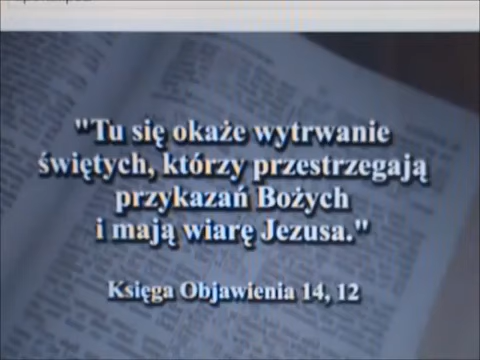 "Tu się okaże wytrwanie
świętych, którzy przestrzegają
przykazań Bożych
i mają wiarę Jezusa."
Księga Objawienia 14, 12